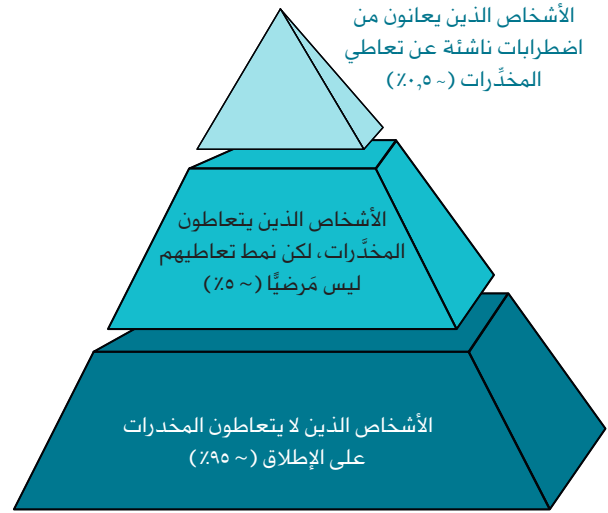 الأشخاص الذين يعانون من
اضطرابات ناشئة عن تعاطي
المخدِّرات (~ ٠,٥٪)
الأشخاص الذين يتعاطون
المخدَّرات، لكن نمط تعاطيهم
ليس مَرضيًّا (~ ٥٪)
الأشخاص الذين لا يتعاطون المخدرات
على الإطلاق (~ ٩٥٪)